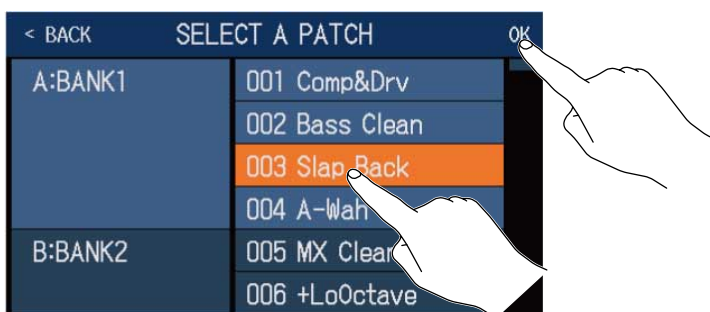 < BACK SELECT A PATCH OK
A:BANK1 001 Comp&Drv
002 Bass Clean
003 Slap Back
004 A-Wah
B:BANK2 005 MX Clean
006 +LoOctave